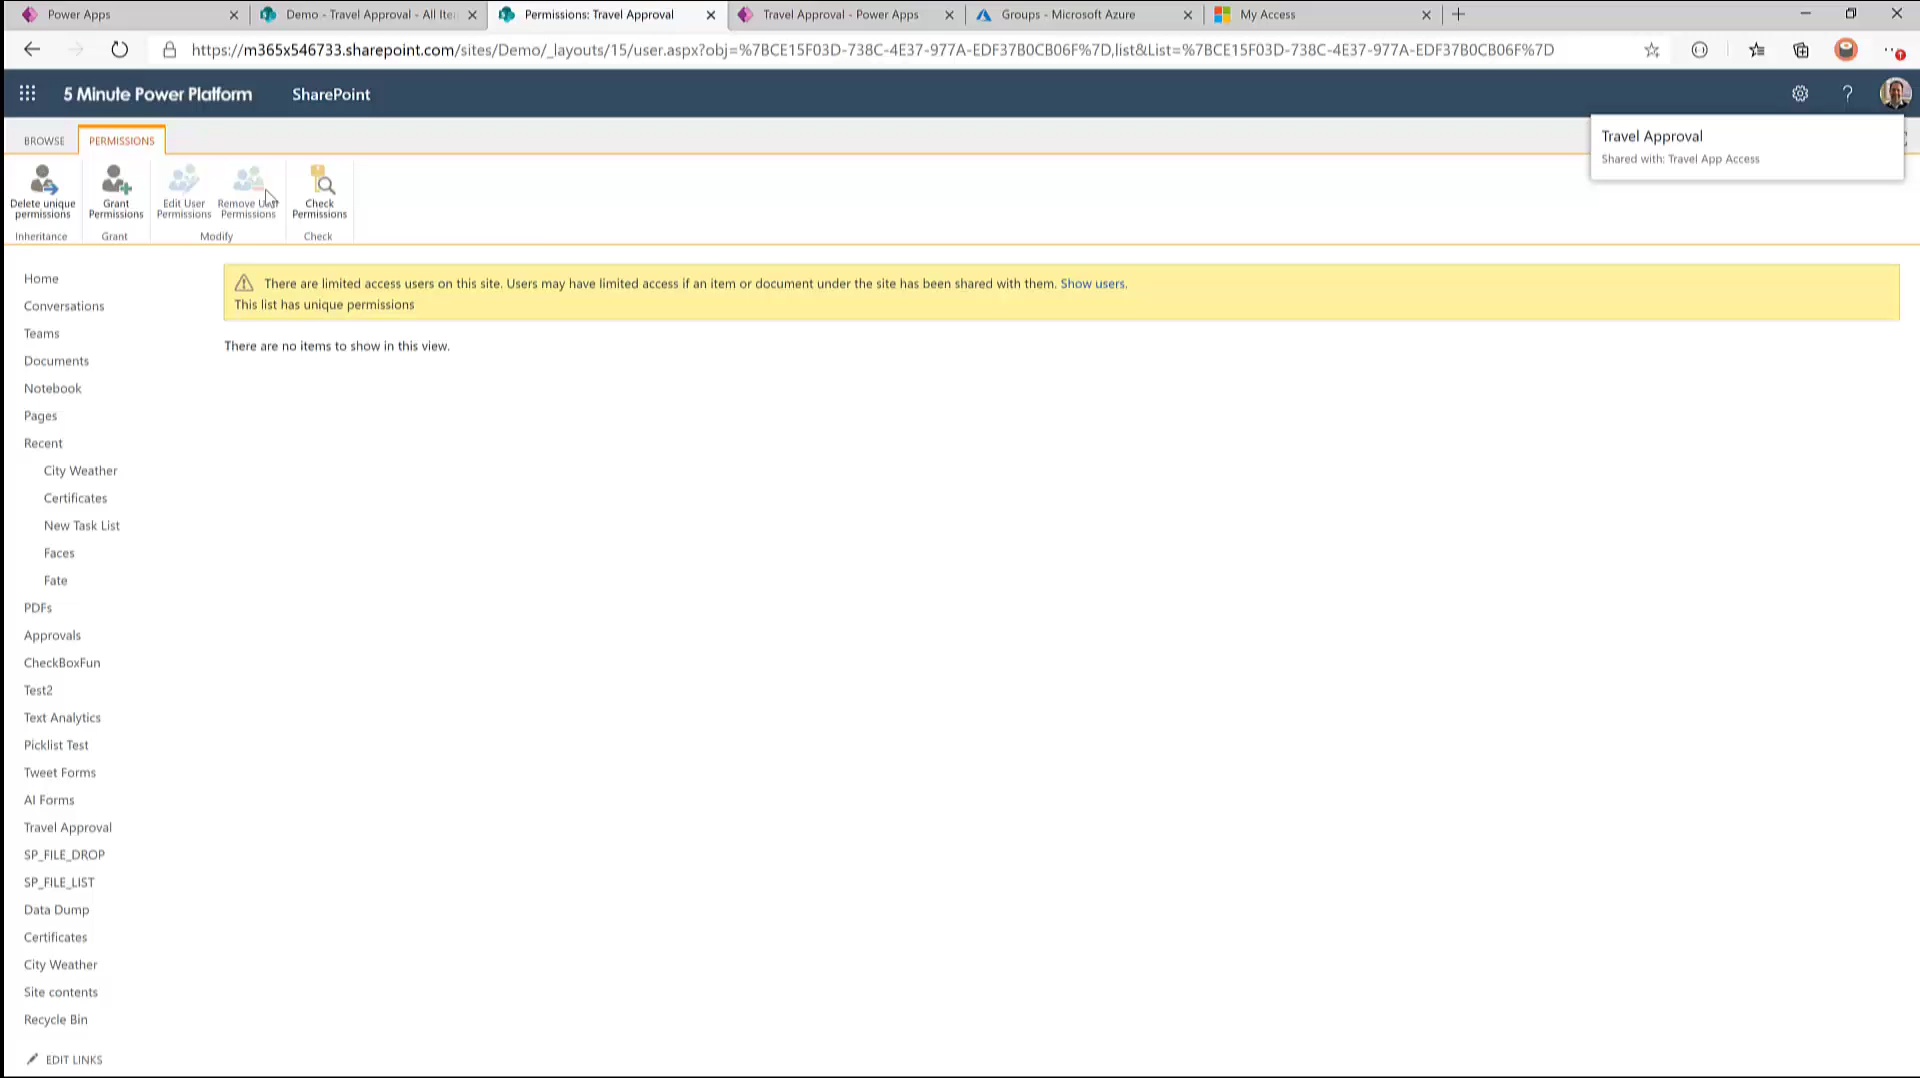 Power Apps
Demo - Travel Approval - All Ite
Permissions: Travel Approval
Travel Approval - Power Apps
Groups - Microsoft Azure
My Access
https://m365x546733.sharepoint.com/sites/Demo/_layouts/15/user.aspx?obj=%7BCE15F03D-738C-4E37-977A-EDF37B0CB06F%7D,list&List=%7BCE15F03D-738C-4E37-977A-EDF37B0CB06F%7D
5 Minute Power Platform
SharePoint
BROWSE
PERMISSIONS
Travel Approval
Shared with: Travel App Access
Delete unique permissions
Grant Permissions
Edit User Permissions
Remove User Permissions
Check Permissions
Inheritance
Grant
Modify
Check
There are limited access users on this site. Users may have limited access if an item or document under the site has been shared with them. Show users.
This list has unique permissions
There are no items to show in this view.
Home
Conversations
Teams
Documents
Notebook
Pages
Recent
City Weather
Certificates
New Task List
Faces
Fate
PDFs
Approvals
CheckBoxFun
Test2
Text Analytics
Picklist Test
Tweet Forms
AI Forms
Travel Approval
SP_FILE_DROP
SP_FILE_LIST
Data Dump
Certificates
City Weather
Site contents
Recycle Bin
EDIT LINKS